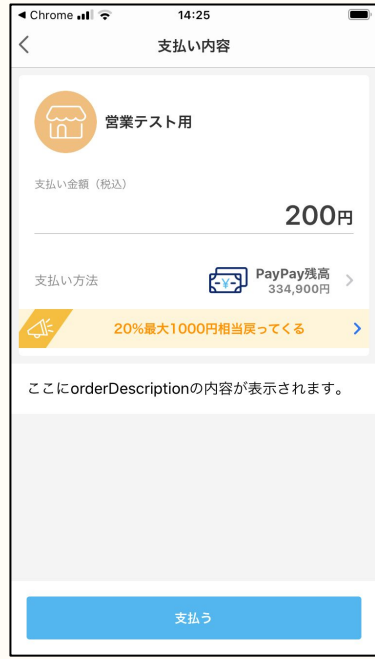 Chrome
14:25
支払い内容
営業テスト用
支払い金額（税込）
200円
支払い方法
PayPay残高
334,900円
20%最大1000円相当戻ってくる
ここにorderDescriptionの内容が表示されます。
支払う